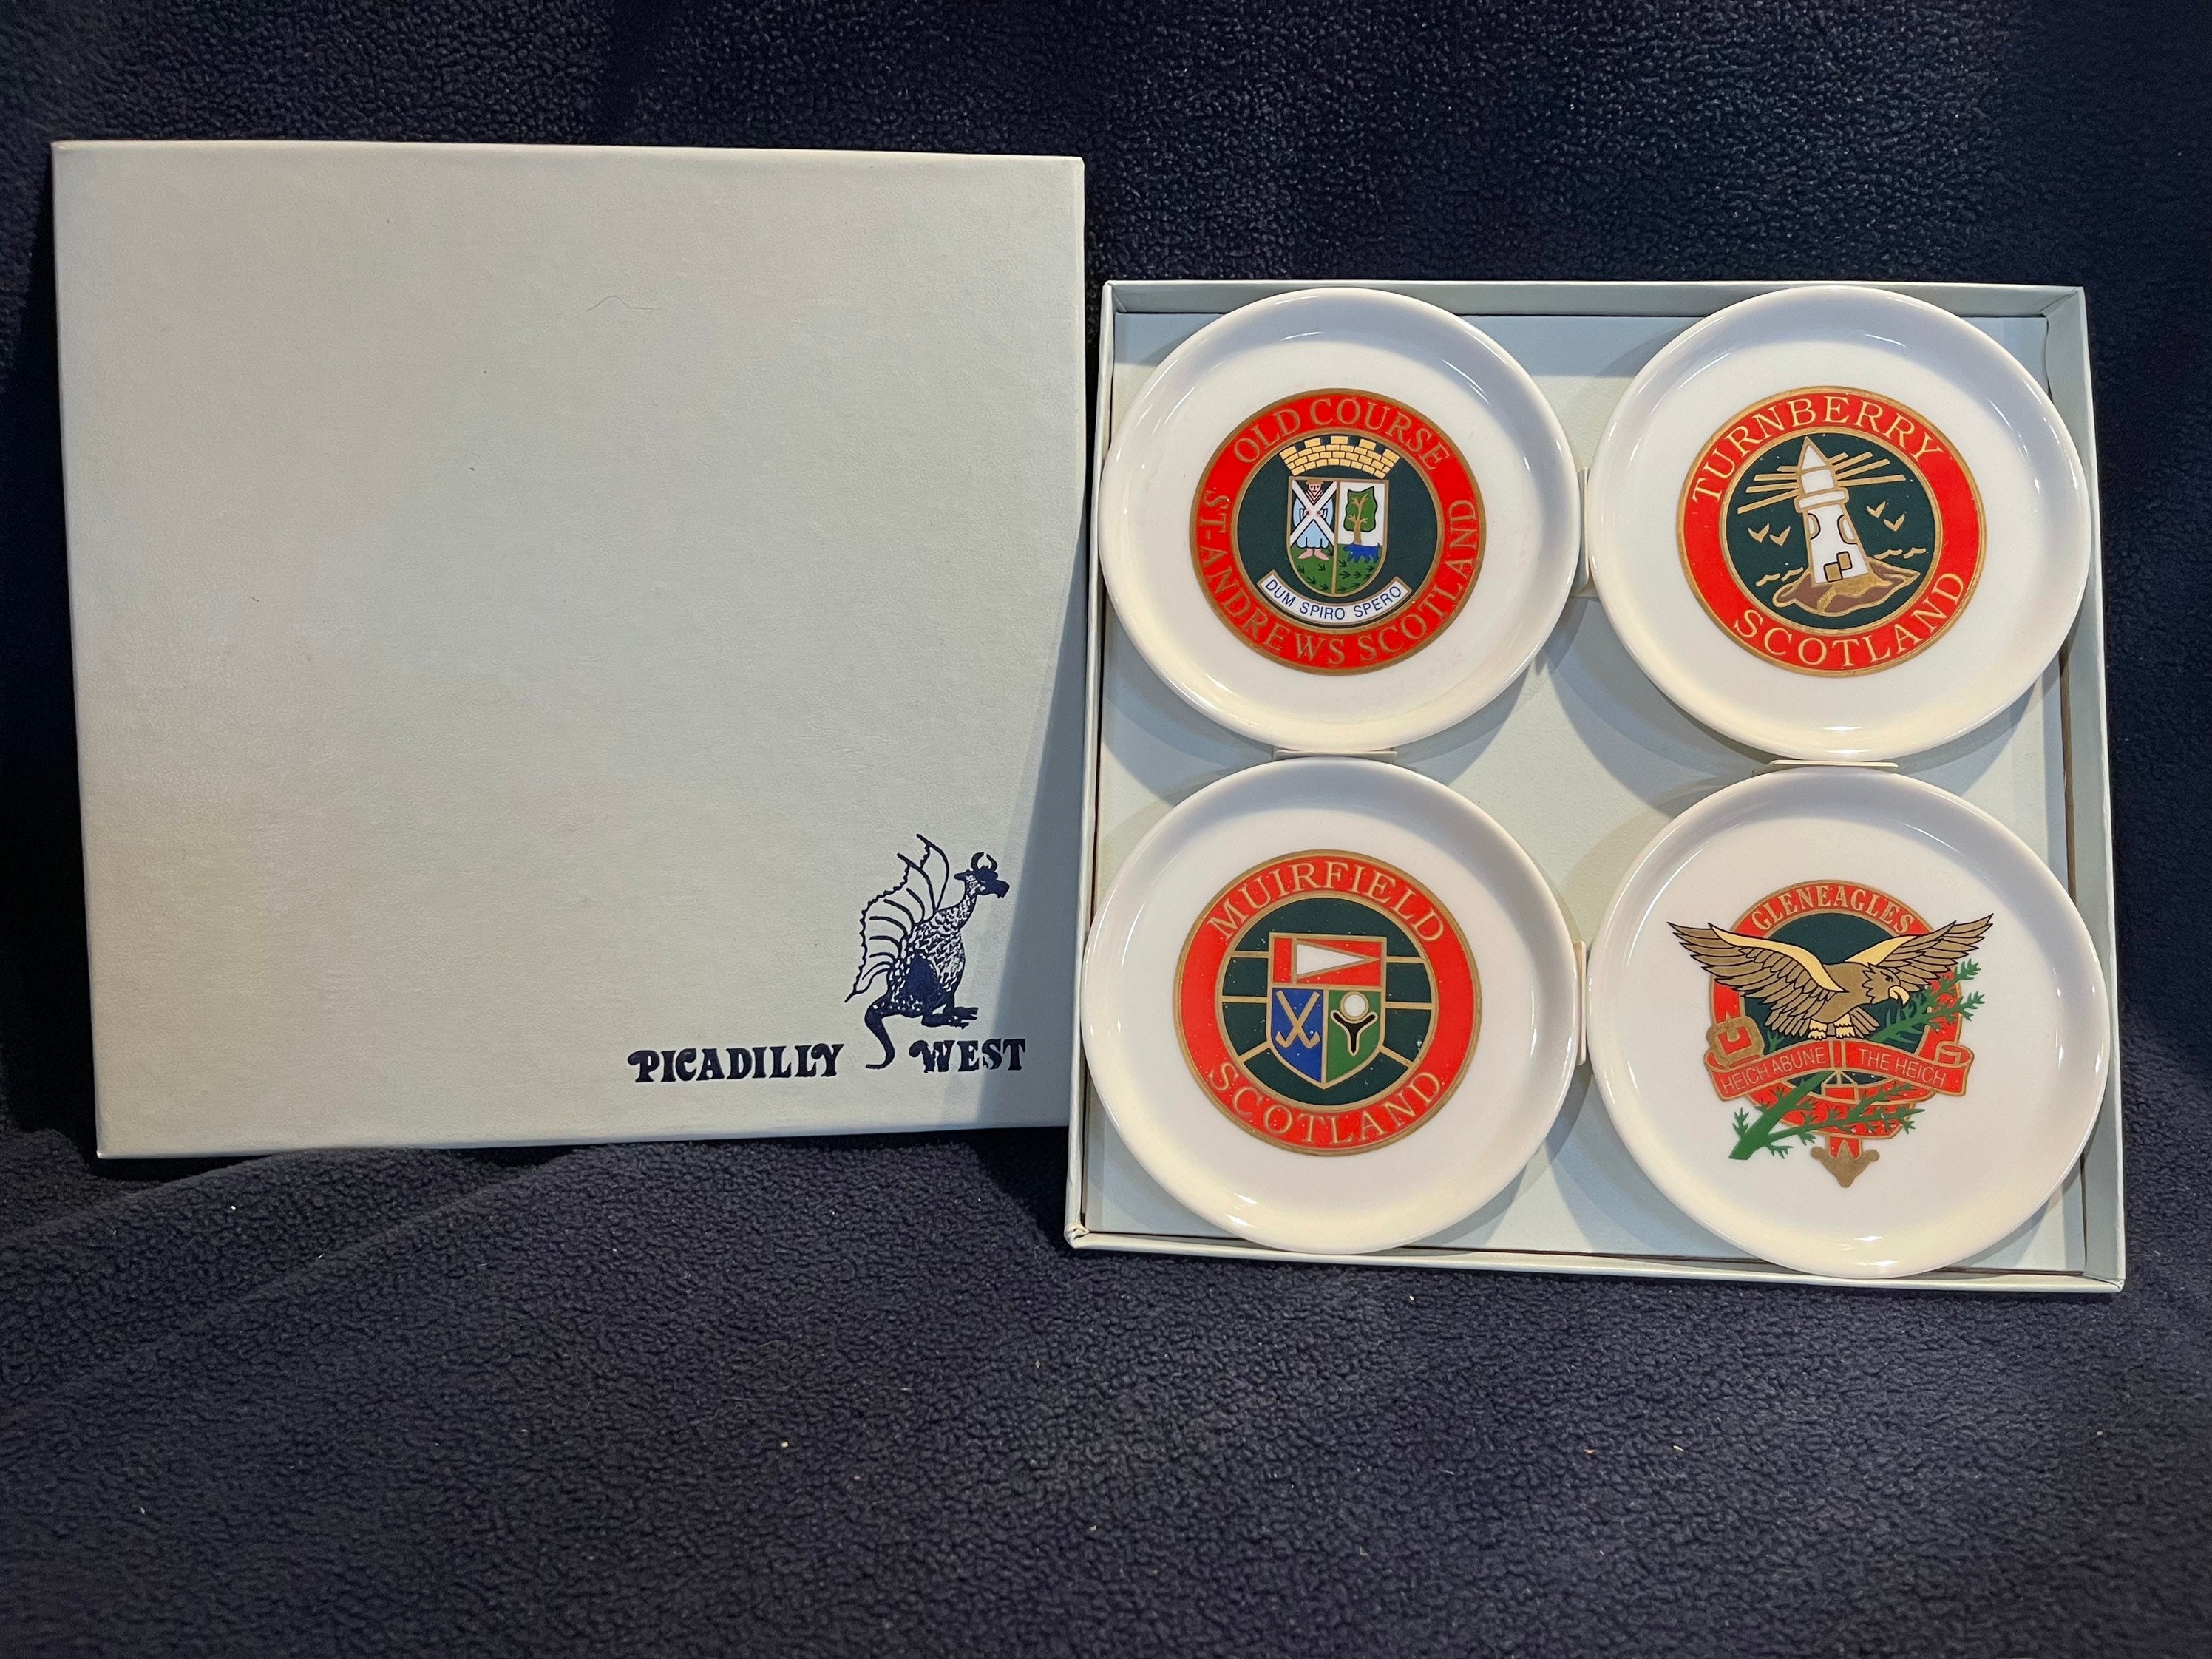 PICADILLY WEST
OLD COURSE
ST-ANDREWS SCOTLAND
DUM SPIRO SPERO
TURNBERRY
SCOTLAND
MUIRFIELD
SCOTLAND
GLENEAGLES
HEICH ABUNE THE HEICH